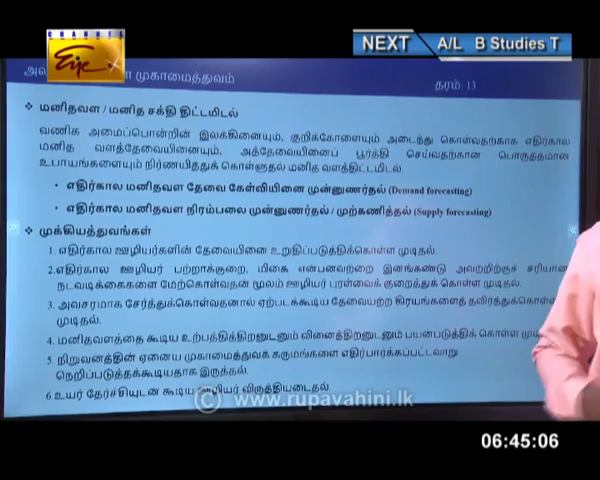 CHANNEL
Eye
NEXT A/L B Studies T
முகாமைத்துவம்
தரம்: 13
❖ மனிதவள / மனித சக்தி திட்டமிடல்
வணிக அமைப்பொன்றின் இலக்கினையும், குறிக்கோளையும் அடைந்து கொள்வதற்காக எதிர்கால
மனித வளத்தேவையினையும், அத்தேவையினைப் பூர்த்தி செய்வதற்கான பொருத்தமான
உபாயங்களையும் நிர்ணயித்துக் கொள்ளுதல் மனித வளத்திட்டமிடல்.
• எதிர்கால மனிதவள தேவை கேள்வியினை முன்னுணர்தல் (Demand forecasting)
• எதிர்கால மனிதவள நிரம்பலை முன்னுணர்தல் / முற்கணித்தல் (Supply forecasting)
❖ முக்கியத்துவங்கள்
1. எதிர்கால ஊழியர்களின் தேவையினை உறுதிப்படுத்திக்கொள்ள முடிதல்.
2.எதிர்கால ஊழியர் பற்றாக்குறை, மிகை என்பனவற்றை இனங்கண்டு அவற்றிற்குச் சரியான
நடவடிக்கைகளை மேற்கொள்வதன் மூலம் ஊழியர் புரள்வைக் குறைத்துக் கொள்ள முடிதல்.
3. அவசரமாக சேர்த்துக்கொள்வதனால் ஏற்படக்கூடிய தேவையற்ற கிரயங்களைத் தவிர்த்துக்கொள்ள
முடிதல்.
4. மனிதவளத்தை கூடிய உற்பத்தித்திறனுடனும் வினைத்திறனுடனும் பயன்படுத்திக் கொள்ள முடி
5. நிறுவனத்தின் ஏனைய முகாமைத்துவக் கருமங்களை எதிர்பார்க்கப்பட்டவாறு
நெறிப்படுத்தக்கூடியதாக இருத்தல்.
6.உயர் தேர்ச்சியுடன் கூடிய ஊழியர் விருத்தியடைதல்.
© www.rupavahini.lk
06:45:06